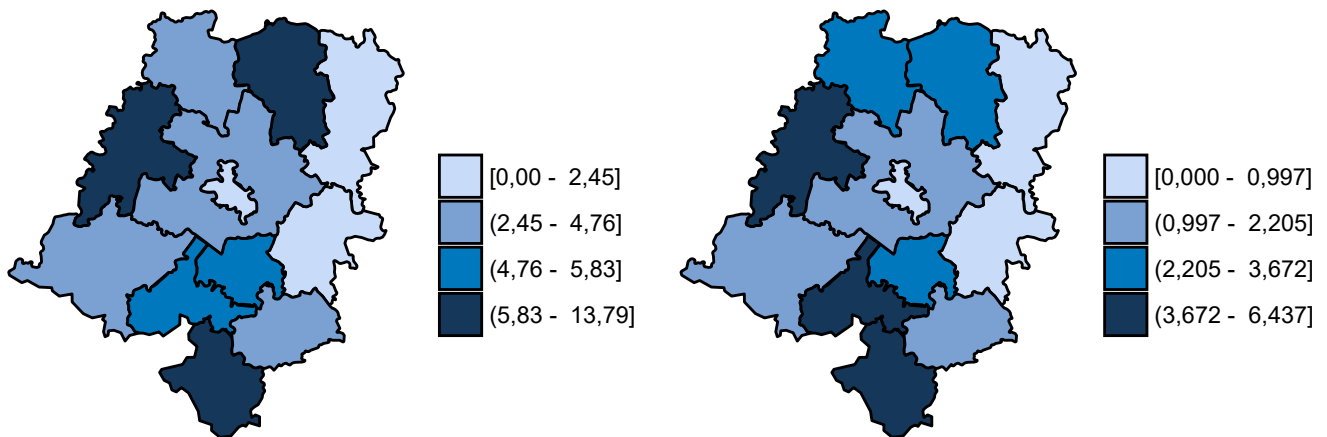 [0,00 - 2,45]
(2,45 - 4,76]
(4,76 - 5,83]
(5,83 - 13,79]
[0,000 - 0,997]
(0,997 - 2,205]
(2,205 - 3,672]
(3,672 - 6,437]